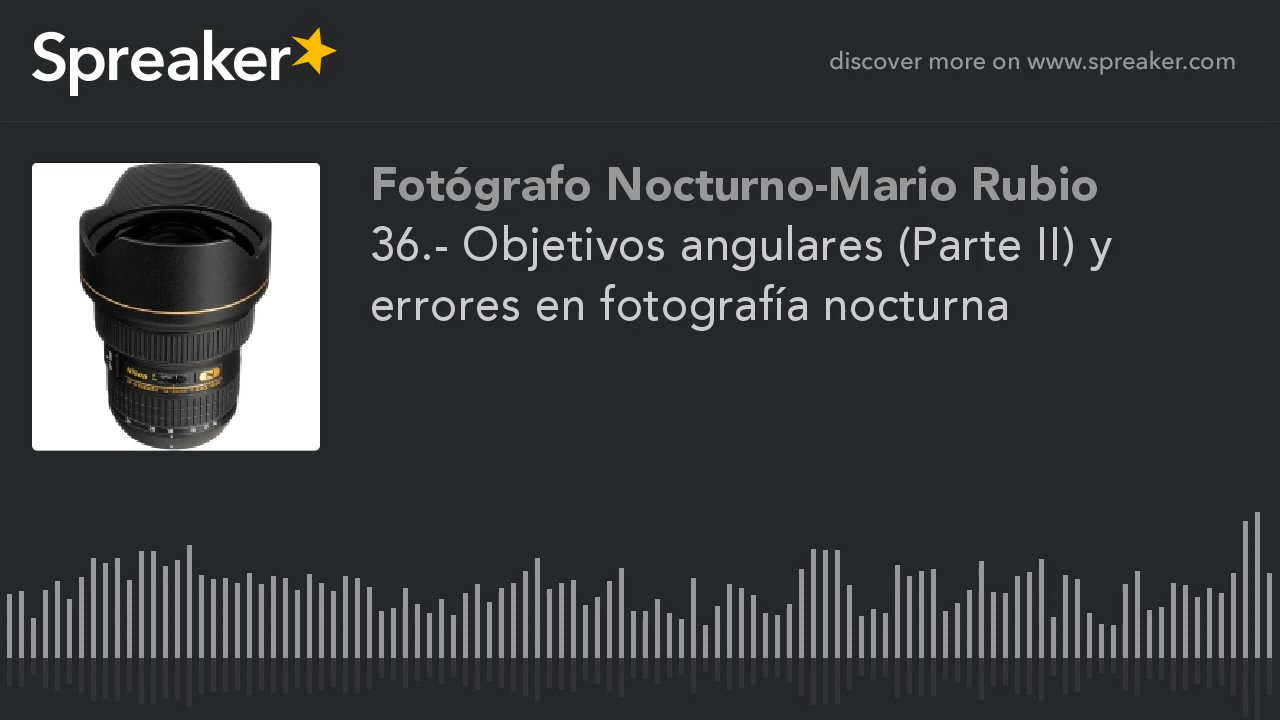 Spreaker
discover more on www.spreaker.com
Fotógrafo Nocturno-Mario Rubio
36.- Objetivos angulares (Parte II) y
errores en fotografía nocturna